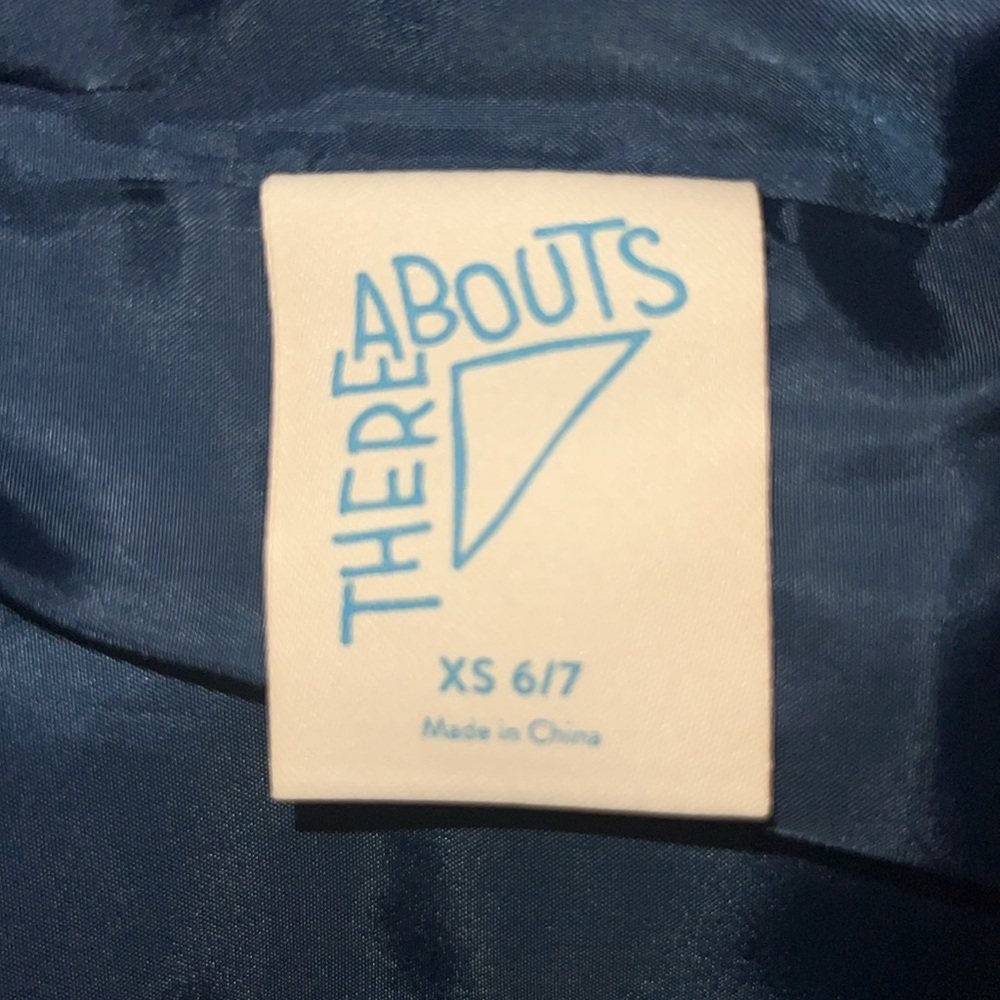 THERE
ABOUTS
XS 6/7
Made in China